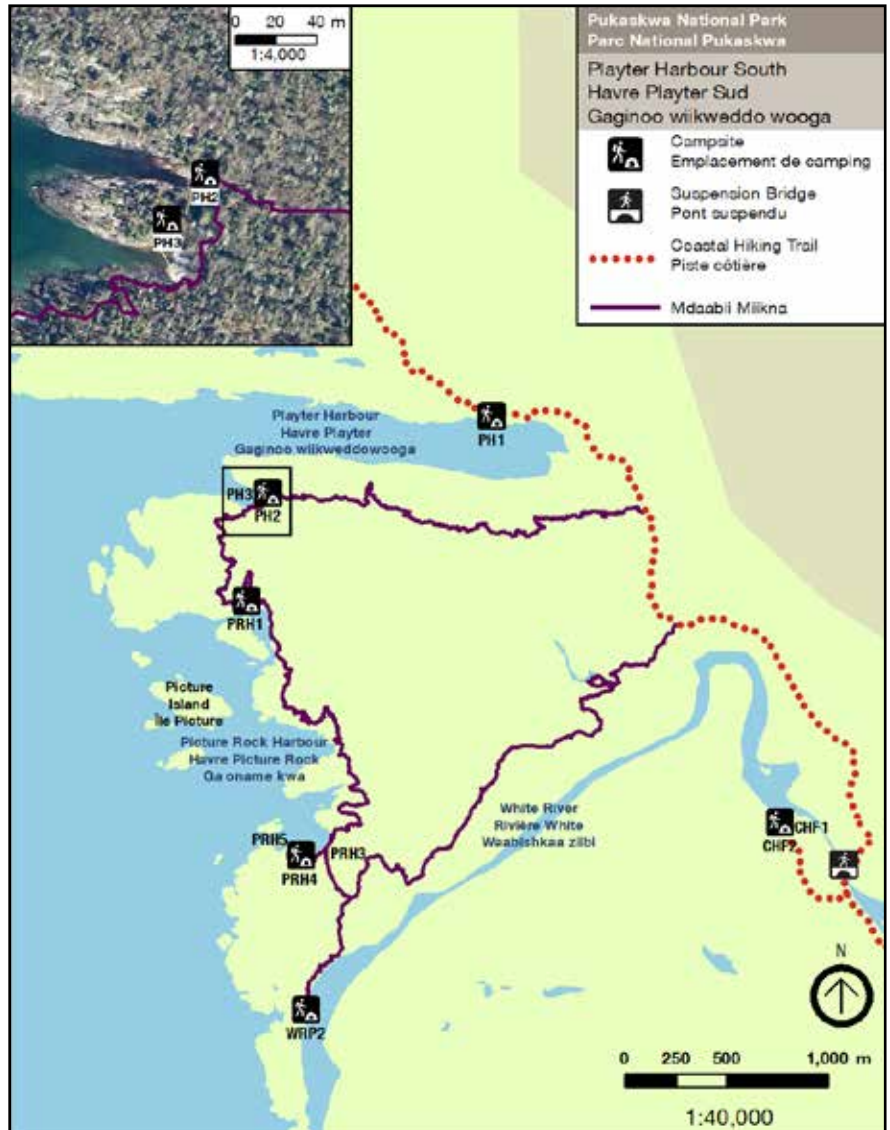 0 20 40 m
1:4,000
PH2
PH3
Pukaskwa National Park
Parc National Pukaskwa
Playter Harbour South
Havre Playter Sud
Gaginoo wiikweddo wooga
Campsite
Emplacement de camping
Suspension Bridge
Pont suspendu
Coastal Hiking Trail
Piste côtière
Mdaabii Miikna
Playter Harbour
Havre Playter
Gaginoo wiikweddowooga
PH1
PH3
PH2
PRH1
Picture
Island
Île Picture
Picture Rock Harbour
Havre Picture Rock
Ga oname kwa
White River
Rivière White
Waabishkaa ziibi
PRH5
PRH3
PRH4
CHF1
CHF2
WRP2
N
0 250 500 1,000 m
1:40,000